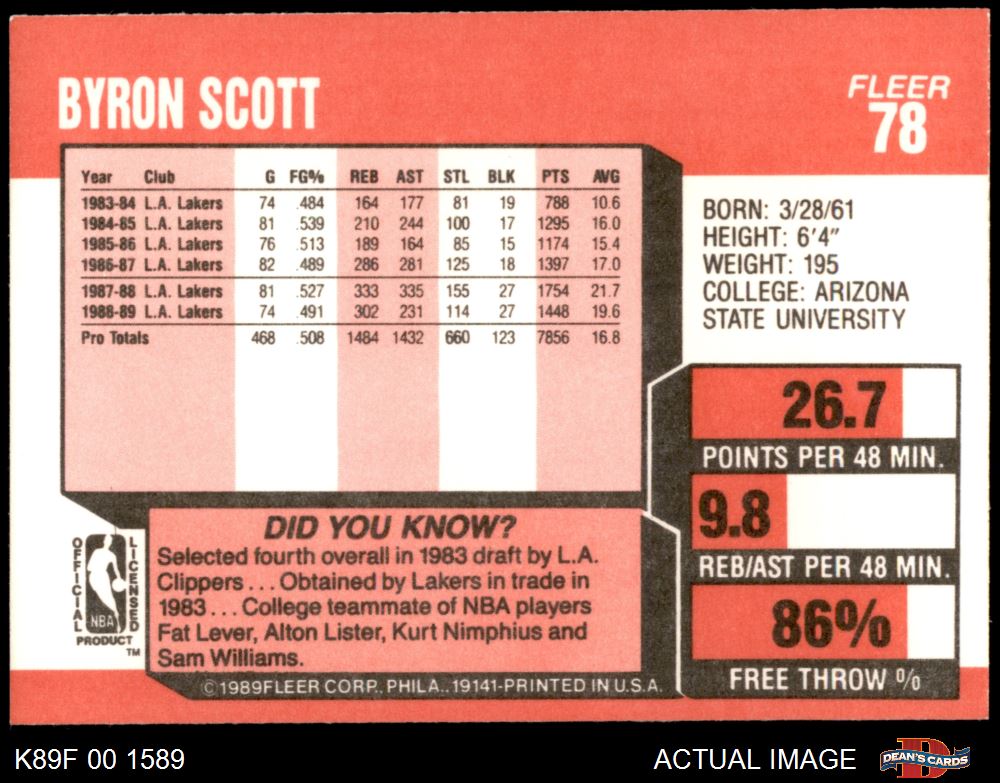 BYRON SCOTT
FLEER
78
Year Club G FG% REB AST STL BLK PTS AVG
1983-84 L.A. Lakers 74 .484 164 177 81 19 788 10.6
1984-85 L.A. Lakers 81 .539 210 244 100 17 1295 16.0
1985-86 L.A. Lakers 76 .513 189 164 85 15 1174 15.4
1986-87 L.A. Lakers 82 .489 286 281 125 18 1397 17.0
1987-88 L.A. Lakers 81 .527 333 335 155 27 1754 21.7
1988-89 L.A. Lakers 74 .491 302 231 114 27 1448 19.6
Pro Totals 468 .508 1484 1432 660 123 7856 16.8
BORN: 3/28/61
HEIGHT: 6'4"
WEIGHT: 195
COLLEGE: ARIZONA
STATE UNIVERSITY
26.7
POINTS PER 48 MIN.
9.8
REB/AST PER 48 MIN.
86%
FREE THROW %
DID YOU KNOW?
Selected fourth overall in 1983 draft by L.A.
Clippers . . . Obtained by Lakers in trade in
1983 . . . College teammate of NBA players
Fat Lever, Alton Lister, Kurt Nimphius and
Sam Williams.
OFFICIAL
LICENSED
NBA
PRODUCT
TM
©1989 FLEER CORP., PHILA., 19141-PRINTED IN U.S.A.
K89F 00 1589
ACTUAL IMAGE
DEAN'S CARDS